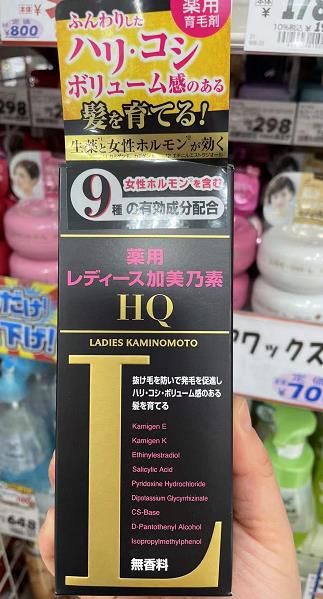 薬用
育毛剤
ふんわりした
ハリ・コシ
ボリューム感のある
髪を育てる!
生薬と女性ホルモンが効く
9種
女性ホルモンを含む
の有効成分配合
薬用
レディース加美乃素
HQ
LADIES KAMINOMOTO
L
抜け毛を防いで発毛を促進し
ハリ・コシ・ボリューム感のある
髪を育てる
Kamigen E
Kamigen K
Ethinylestradiol
Salicylic Acid
Pyridoxine Hydrochloride
Dipotassium Glycyrrhizinate
CS-Base
D-Pantothenyl Alcohol
Isopropylmethylphenol
無香料
定価
¥800
298
298
10%税込
ワックス
648